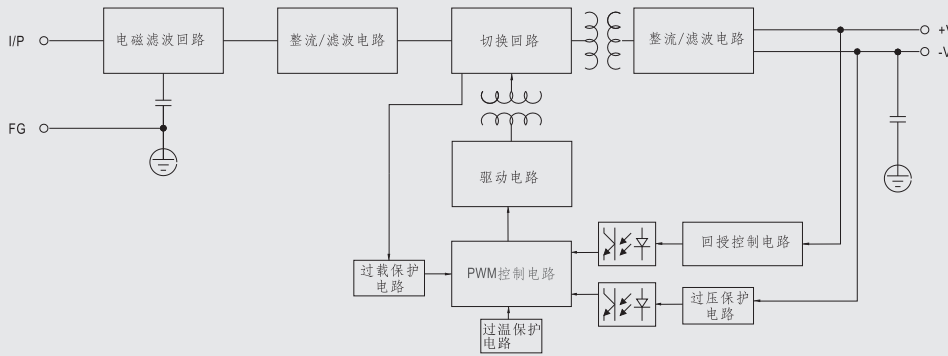 I/P
电磁滤波回路
整流/滤波电路
切换回路
整流/滤波电路
+V
-V
FG
驱动电路
回授控制电路
过载保护
电路
PWM控制电路
过压保护
电路
过温保护
电路